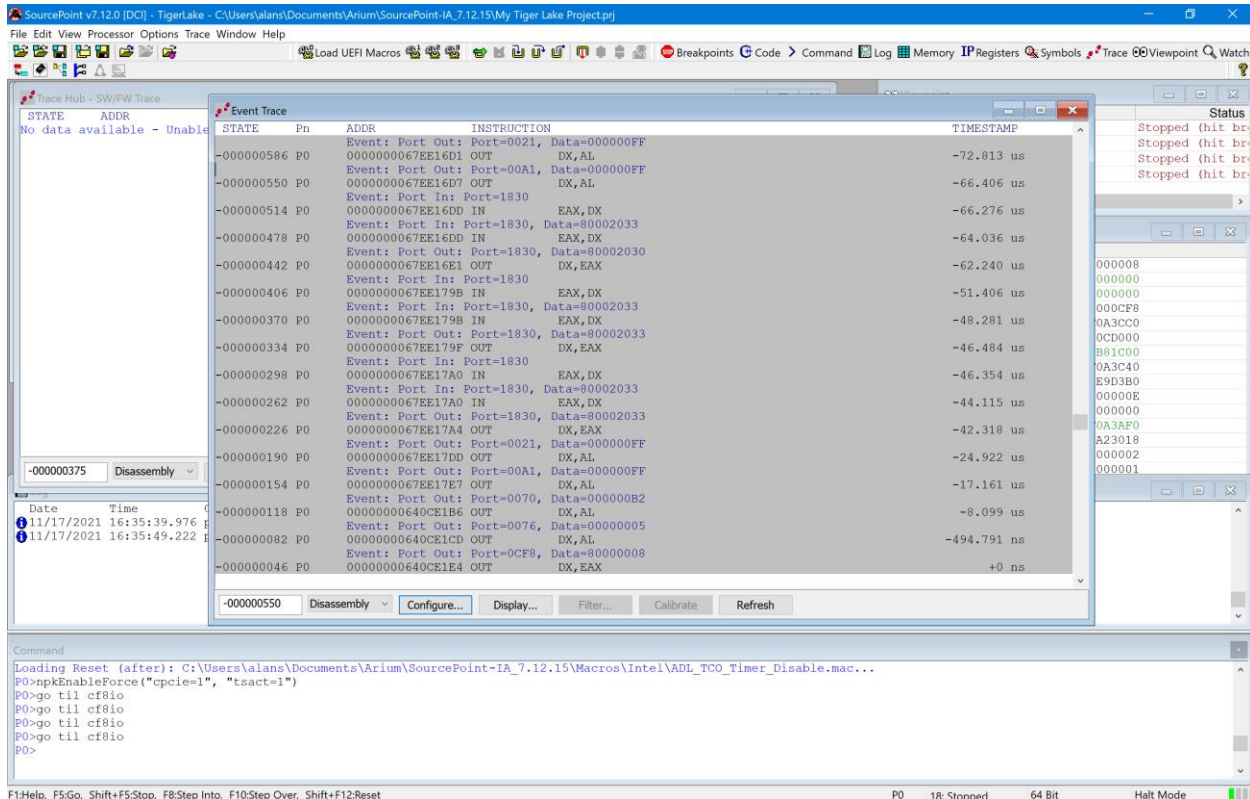 SourcePoint v7.12.0 [DCI] - TigerLake - C:\Users\alans\Documents\Arium\SourcePoint-IA_7.12.15\My Tiger Lake Project.prj
File Edit View Processor Options Trace Window Help
Load UEFI Macros Breakpoints Code Command Log Memory IP Registers Symbols Trace Viewpoint Watch
Trace Hub - SW/FW Trace
STATE ADDR
No data available - Unable
-000000375 Disassembly
Event Trace
STATE Pn ADDR INSTRUCTION TIMESTAMP
Event: Port Out: Port=0021, Data=000000FF
-000000586 P0 0000000067EE16D1 OUT DX,AL -72.813 us
Event: Port Out: Port=00A1, Data=000000FF
-000000550 P0 0000000067EE16D7 OUT DX,AL -66.406 us
Event: Port In: Port=1830
-000000514 P0 0000000067EE16DD IN EAX,DX -66.276 us
Event: Port In: Port=1830, Data=80002033
-000000478 P0 0000000067EE16DD IN EAX,DX -64.036 us
Event: Port Out: Port=1830, Data=80002030
-000000442 P0 0000000067EE16E1 OUT DX,EAX -62.240 us
Event: Port In: Port=1830
-000000406 P0 0000000067EE179B IN EAX,DX -51.406 us
Event: Port In: Port=1830, Data=80002033
-000000370 P0 0000000067EE179B IN EAX,DX -48.281 us
Event: Port Out: Port=1830, Data=80002033
-000000334 P0 0000000067EE179F OUT DX,EAX -46.484 us
Event: Port In: Port=1830
-000000298 P0 0000000067EE17A0 IN EAX,DX -46.354 us
Event: Port In: Port=1830, Data=80002033
-000000262 P0 0000000067EE17A0 IN EAX,DX -44.115 us
Event: Port Out: Port=1830, Data=80002033
-000000226 P0 0000000067EE17A4 OUT DX,EAX -42.318 us
Event: Port Out: Port=0021, Data=000000FF
-000000190 P0 0000000067EE17DD OUT DX,AL -24.922 us
Event: Port Out: Port=00A1, Data=000000FF
-000000154 P0 0000000067EE17E7 OUT DX,AL -17.161 us
Event: Port Out: Port=0070, Data=000000B2
-000000118 P0 00000000640CE1B6 OUT DX,AL -8.099 us
Event: Port Out: Port=0076, Data=00000005
-000000082 P0 00000000640CE1CD OUT DX,AL -494.791 ns
Event: Port Out: Port=0CF8, Data=80000008
-000000046 P0 00000000640CE1E4 OUT DX,EAX +0 ns
-000000550 Disassembly Configure... Display... Filter... Calibrate Refresh
Status
Stopped (hit br
Stopped (hit br
Stopped (hit br
Stopped (hit br
000008
000000
000000
000CF8
0A3CC0
0CD000
B81C00
0A3C40
E9D3B0
00000E
000000
0A3AF0
A23018
000002
000001
Date Time
11/17/2021 16:35:39.976
11/17/2021 16:35:49.222
Command
Loading Reset (after): C:\Users\alans\Documents\Arium\SourcePoint-IA_7.12.15\Macros\Intel\ADL_TCO_Timer_Disable.mac...
P0>npkEnableForce("cpcie=1", "tsact=1")
P0>go til cf8io
P0>go til cf8io
P0>go til cf8io
P0>go til cf8io
P0>
F1:Help, F5:Go, Shift+F5:Stop, F8:Step Into, F10:Step Over, Shift+F12:Reset P0 18: Stopped 64 Bit Halt Mode